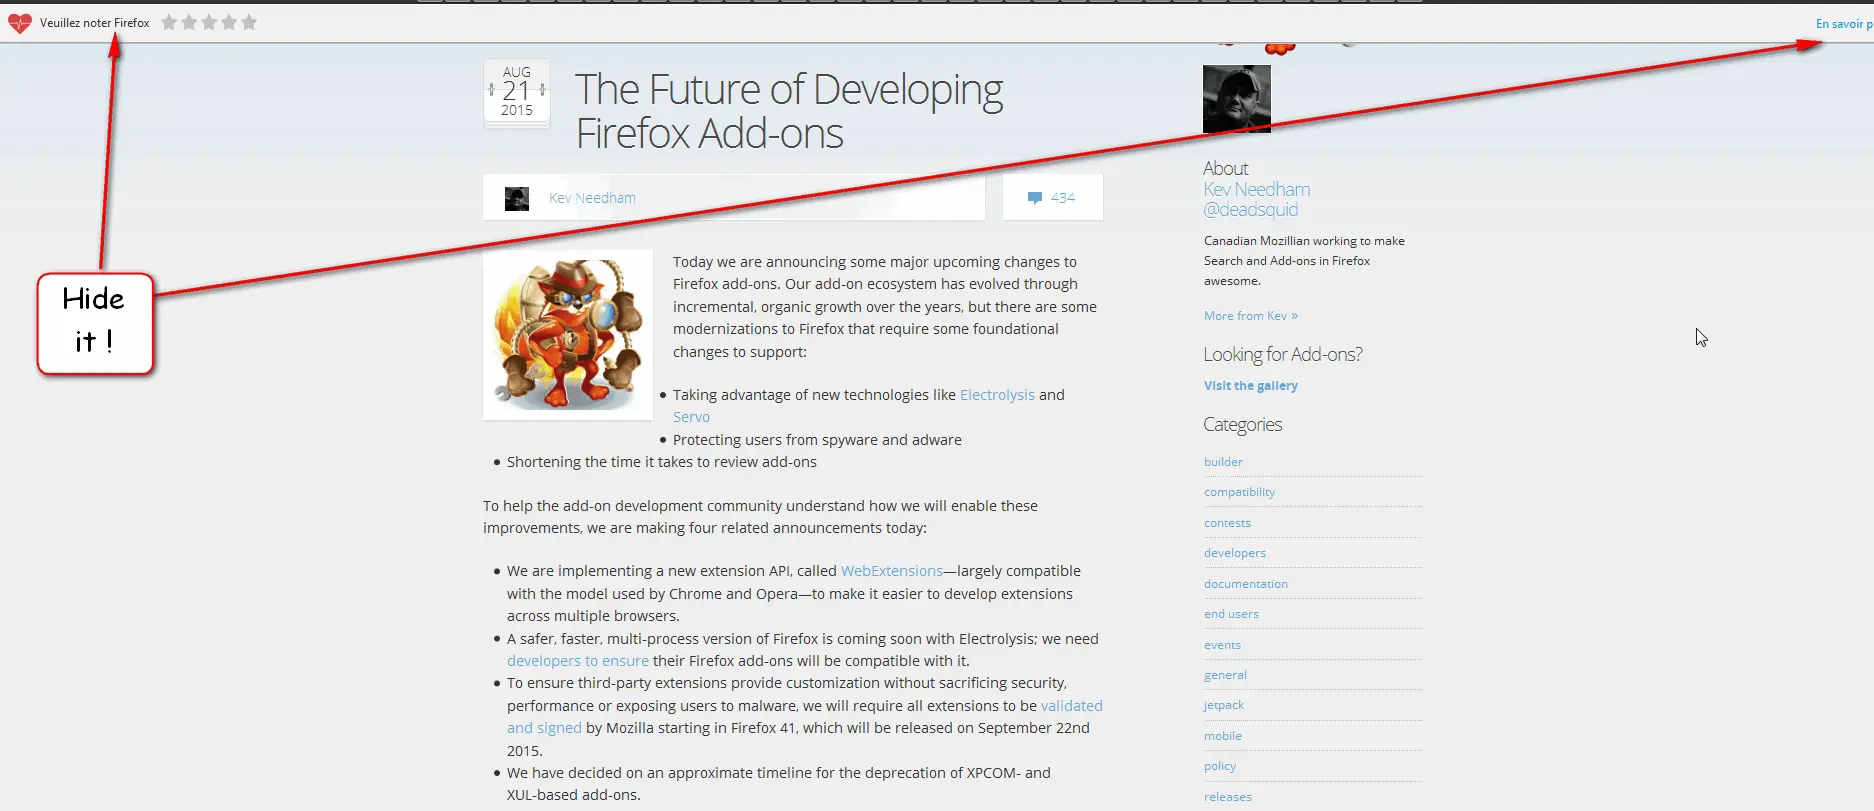 Veuillez noter Firefox
En savoir p
AUG
21
2015
The Future of Developing
Firefox Add-ons
Kev Needham
434
Hide
it !
Today we are announcing some major upcoming changes to
Firefox add-ons. Our add-on ecosystem has evolved through
incremental, organic growth over the years, but there are some
modernizations to Firefox that require some foundational
changes to support:
• Taking advantage of new technologies like Electrolysis and
Servo
• Protecting users from spyware and adware
• Shortening the time it takes to review add-ons
To help the add-on development community understand how we will enable these
improvements, we are making four related announcements today:
• We are implementing a new extension API, called WebExtensions—largely compatible
with the model used by Chrome and Opera—to make it easier to develop extensions
across multiple browsers.
• A safer, faster, multi-process version of Firefox is coming soon with Electrolysis; we need
developers to ensure their Firefox add-ons will be compatible with it.
• To ensure third-party extensions provide customization without sacrificing security,
performance or exposing users to malware, we will require all extensions to be validated
and signed by Mozilla starting in Firefox 41, which will be released on September 22nd
2015.
• We have decided on an approximate timeline for the deprecation of XPCOM- and
XUL-based add-ons.
About
Kev Needham
@deadsquid
Canadian Mozillian working to make
Search and Add-ons in Firefox
awesome.
More from Kev »
Looking for Add-ons?
Visit the gallery
Categories
builder
compatibility
contests
developers
documentation
end users
events
general
jetpack
mobile
policy
releases